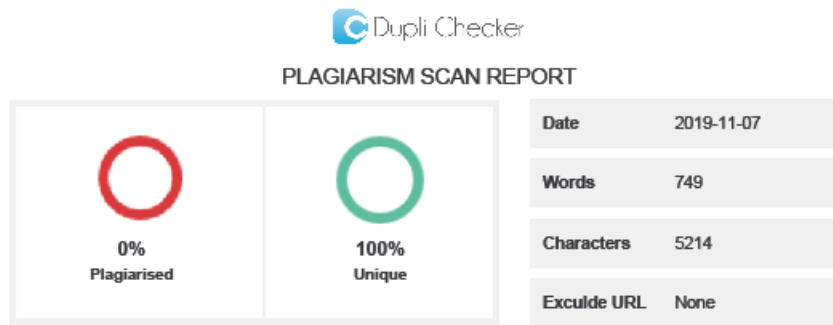 Dupli Checker
PLAGIARISM SCAN REPORT
0%
Plagiarised
100%
Unique
Date 2019-11-07
Words 749
Characters 5214
Exculde URL None